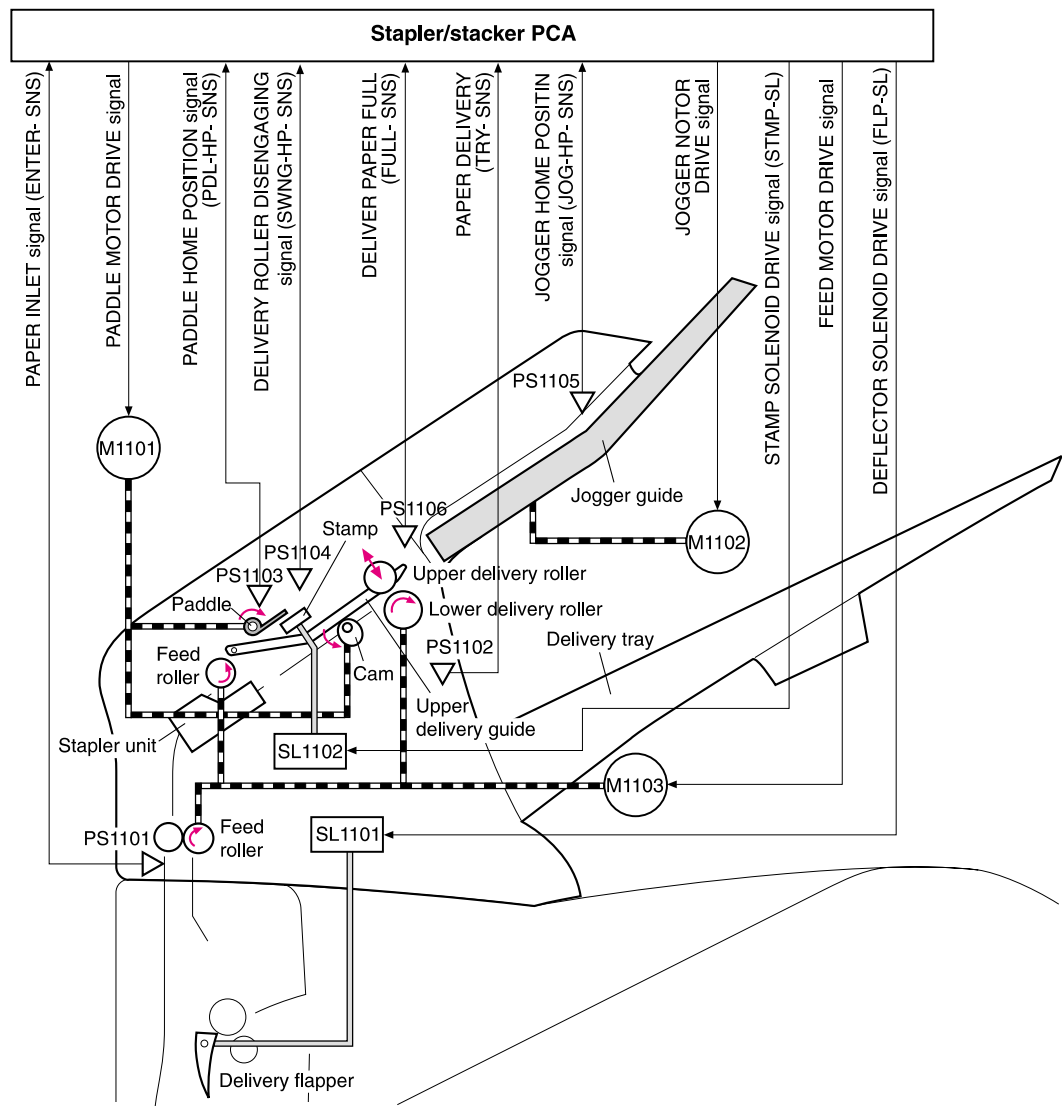 Stapler/stacker PCA
PAPER INLET signal (ENTER- SNS)
PADDLE MOTOR DRIVE signal
PADDLE HOME POSITION signal
(PDL-HP- SNS)
DELIVERY ROLLER DISENGAGING
signal (SWNG-HP- SNS)
DELIVER PAPER FULL
(FULL- SNS)
PAPER DELIVERY
(TRY- SNS)
JOGGER HOME POSITIN
signal (JOG-HP- SNS)
JOGGER NOTOR
DRIVE signal
STAMP SOLENOID DRIVE signal (STMP-SL)
FEED MOTOR DRIVE signal
DEFLECTOR SOLENOID DRIVE signal (FLP-SL)
PS1105
M1101
Jogger guide
PS1106
Stamp
M1102
PS1104
PS1103
Upper delivery roller
Paddle
Lower delivery roller
PS1102
Delivery tray
Feed
roller
Cam
Upper
delivery guide
Stapler unit
SL1102
M1103
PS1101
Feed
roller
SL1101
Delivery flapper